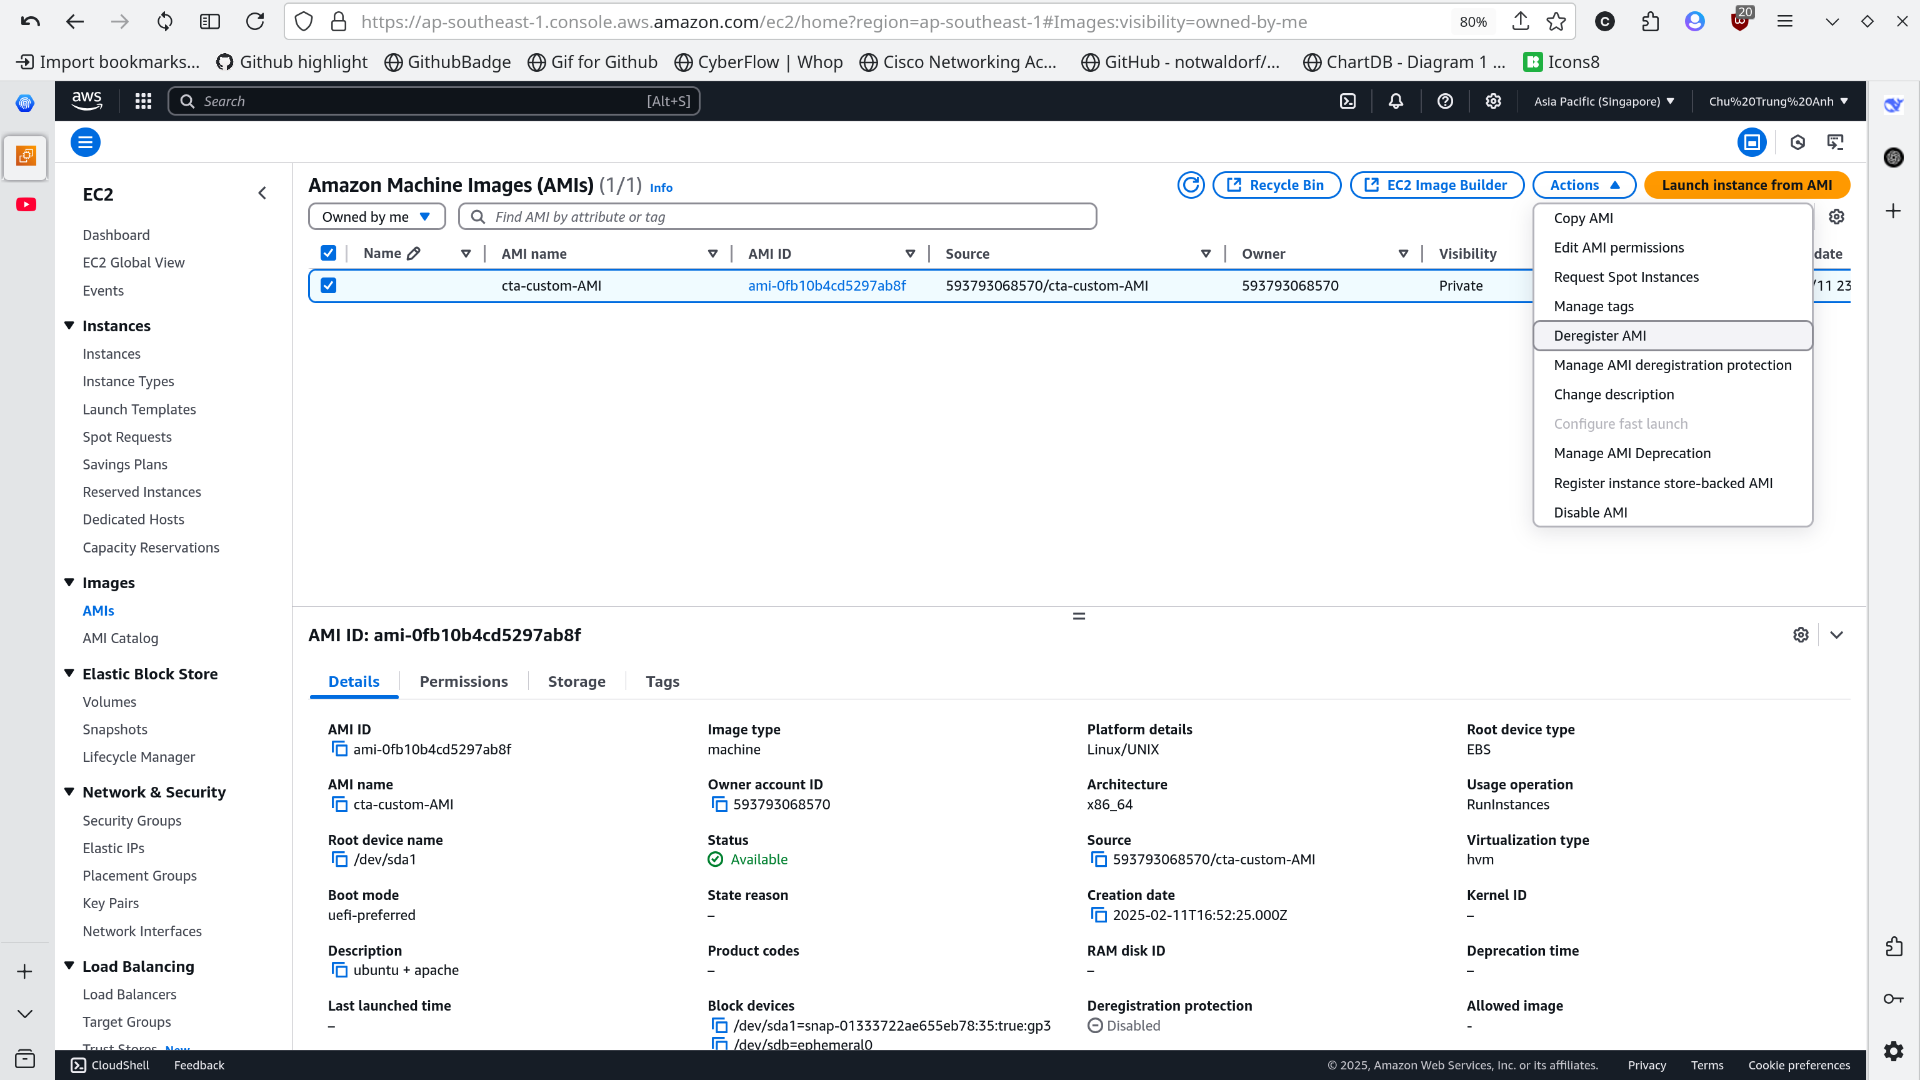 https://ap-southeast-1.console.aws.amazon.com/ec2/home?region=ap-southeast-1#Images:visibility=owned-by-me
80%
20
Import bookmarks...
Github highlight
GithubBadge
Gif for Github
CyberFlow | Whop
Cisco Networking Ac...
GitHub - notwaldorf/...
ChartDB - Diagram 1 ...
Icons8
aws
Search
[Alt+S]
Asia Pacific (Singapore)
Chu%20Trung%20Anh
EC2
Dashboard
EC2 Global View
Events
Instances
Instances
Instance Types
Launch Templates
Spot Requests
Savings Plans
Reserved Instances
Dedicated Hosts
Capacity Reservations
Images
AMIs
AMI Catalog
Elastic Block Store
Volumes
Snapshots
Lifecycle Manager
Network & Security
Security Groups
Elastic IPs
Placement Groups
Key Pairs
Network Interfaces
Load Balancing
Load Balancers
Target Groups
Trust Stores New
Amazon Machine Images (AMIs) (1/1) Info
Recycle Bin
EC2 Image Builder
Actions
Launch instance from AMI
Owned by me
Find AMI by attribute or tag
Name
AMI name
AMI ID
Source
Owner
Visibility
date
cta-custom-AMI
ami-0fb10b4cd5297ab8f
593793068570/cta-custom-AMI
593793068570
Private
/11 23
Copy AMI
Edit AMI permissions
Request Spot Instances
Manage tags
Deregister AMI
Manage AMI deregistration protection
Change description
Configure fast launch
Manage AMI Deprecation
Register instance store-backed AMI
Disable AMI
AMI ID: ami-0fb10b4cd5297ab8f
Details
Permissions
Storage
Tags
AMI ID
ami-0fb10b4cd5297ab8f
Image type
machine
Platform details
Linux/UNIX
Root device type
EBS
AMI name
cta-custom-AMI
Owner account ID
593793068570
Architecture
x86_64
Usage operation
RunInstances
Root device name
/dev/sda1
Status
Available
Source
593793068570/cta-custom-AMI
Virtualization type
hvm
Boot mode
uefi-preferred
State reason
–
Creation date
2025-02-11T16:52:25.000Z
Kernel ID
–
Description
ubuntu + apache
Product codes
–
RAM disk ID
–
Deprecation time
–
Last launched time
–
Block devices
/dev/sda1=snap-01333722ae655eb78:35:true:gp3
/dev/sdb=ephemeral0
Deregistration protection
Disabled
Allowed image
-
CloudShell
Feedback
© 2025, Amazon Web Services, Inc. or its affiliates.
Privacy
Terms
Cookie preferences